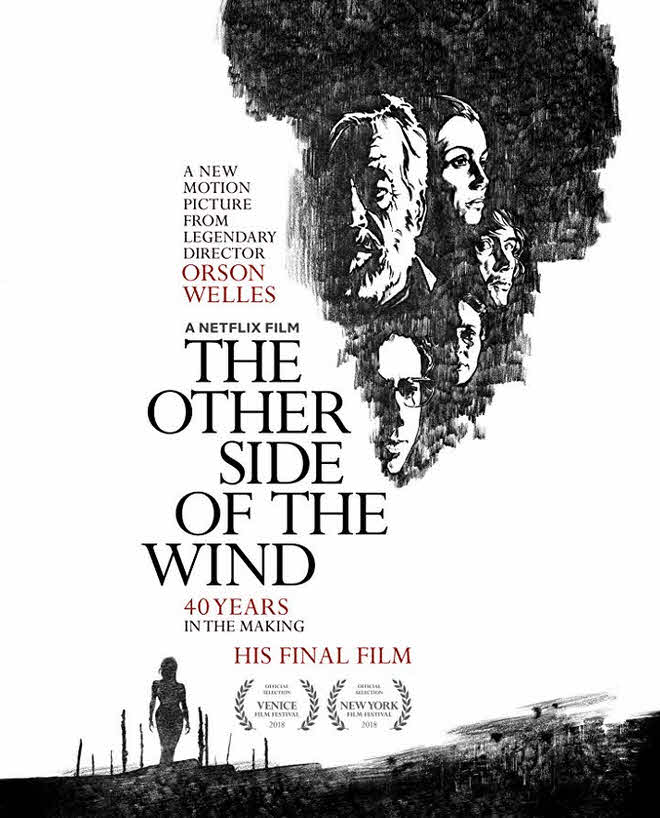 A NEW
MOTION
PICTURE
FROM
LEGENDARY
DIRECTOR
ORSON
WELLES
A NETFLIX FILM
THE
OTHER
SIDE
OF THE
WIND
40 YEARS
IN THE MAKING
HIS FINAL FILM
OFFICIAL
SELECTION
VENICE
FILM FESTIVAL
2018
OFFICIAL
SELECTION
NEW YORK
FILM FESTIVAL
2018